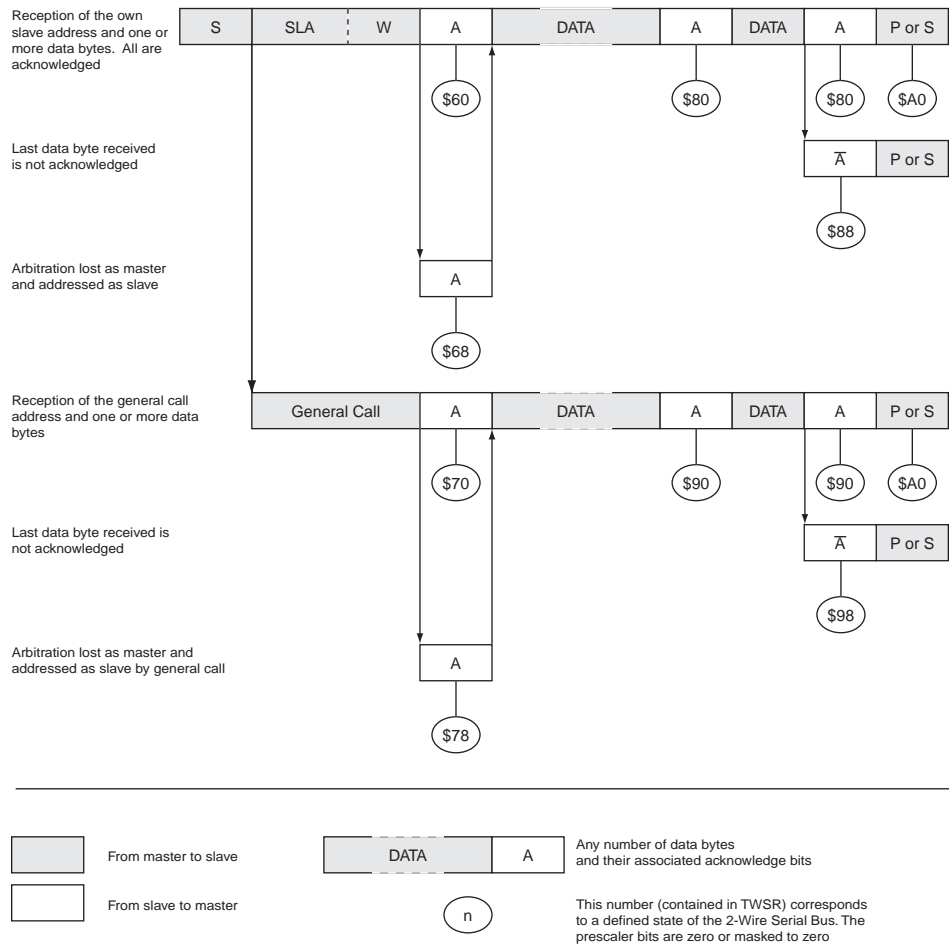 Reception of the own
slave address and one or
more data bytes. All are
acknowledged
S SLA W A DATA A DATA A P or S
$60 $80 $80 $A0
Last data byte received
is not acknowledged
A̅ P or S
$88
Arbitration lost as master
and addressed as slave
A
$68
Reception of the general call
address and one or more data
bytes
General Call A DATA A DATA A P or S
$70 $90 $90 $A0
Last data byte received is
not acknowledged
A̅ P or S
$98
Arbitration lost as master and
addressed as slave by general call
A
$78
From master to slave
DATA A
Any number of data bytes
and their associated acknowledge bits
From slave to master
n
This number (contained in TWSR) corresponds
to a defined state of the 2-Wire Serial Bus. The
prescaler bits are zero or masked to zero